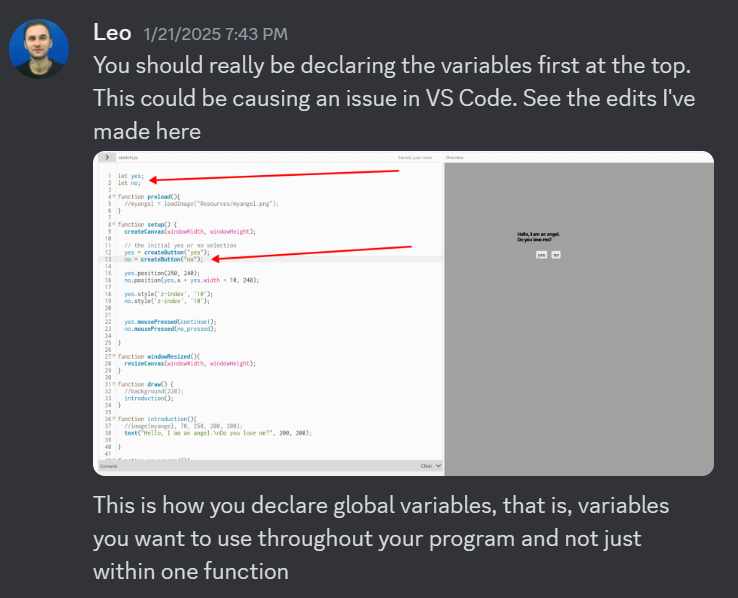 Leo 1/21/2025 7:43 PM
You should really be declaring the variables first at the top.
This could be causing an issue in VS Code. See the edits I've
made here
sketch.js Saved: just now Preview
1 let yes;
2 let no;
3
4 function preload(){
5 //myangel = loadImage("Resources/myangel.png");
6 }
7
8 function setup() {
9 createCanvas(windowWidth, windowHeight);
10
11 // the initial yes or no selection
12 yes = createButton("yes");
13 no = createButton("no");
14
15 yes.position(250, 240);
16 no.position(yes.x + yes.width + 10, 240);
17
18 yes.style('z-index', '10');
19 no.style('z-index', '10');
20
21
22 yes.mousePressed(continue1);
23 no.mousePressed(no_pressed);
24
25 }
26
27 function windowResized(){
28 resizeCanvas(windowWidth, windowHeight);
29 }
30
31 function draw() {
32 //background(220);
33 introduction();
34 }
35
36 function introduction(){
37 //image(myangel, 70, 250, 200, 200);
38 text("Hello, I am an angel.\nDo you love me?", 200, 200);
39
40 }
41
Console Clear
Hello, I am an angel.
Do you love me?
yes no
This is how you declare global variables, that is, variables
you want to use throughout your program and not just
within one function